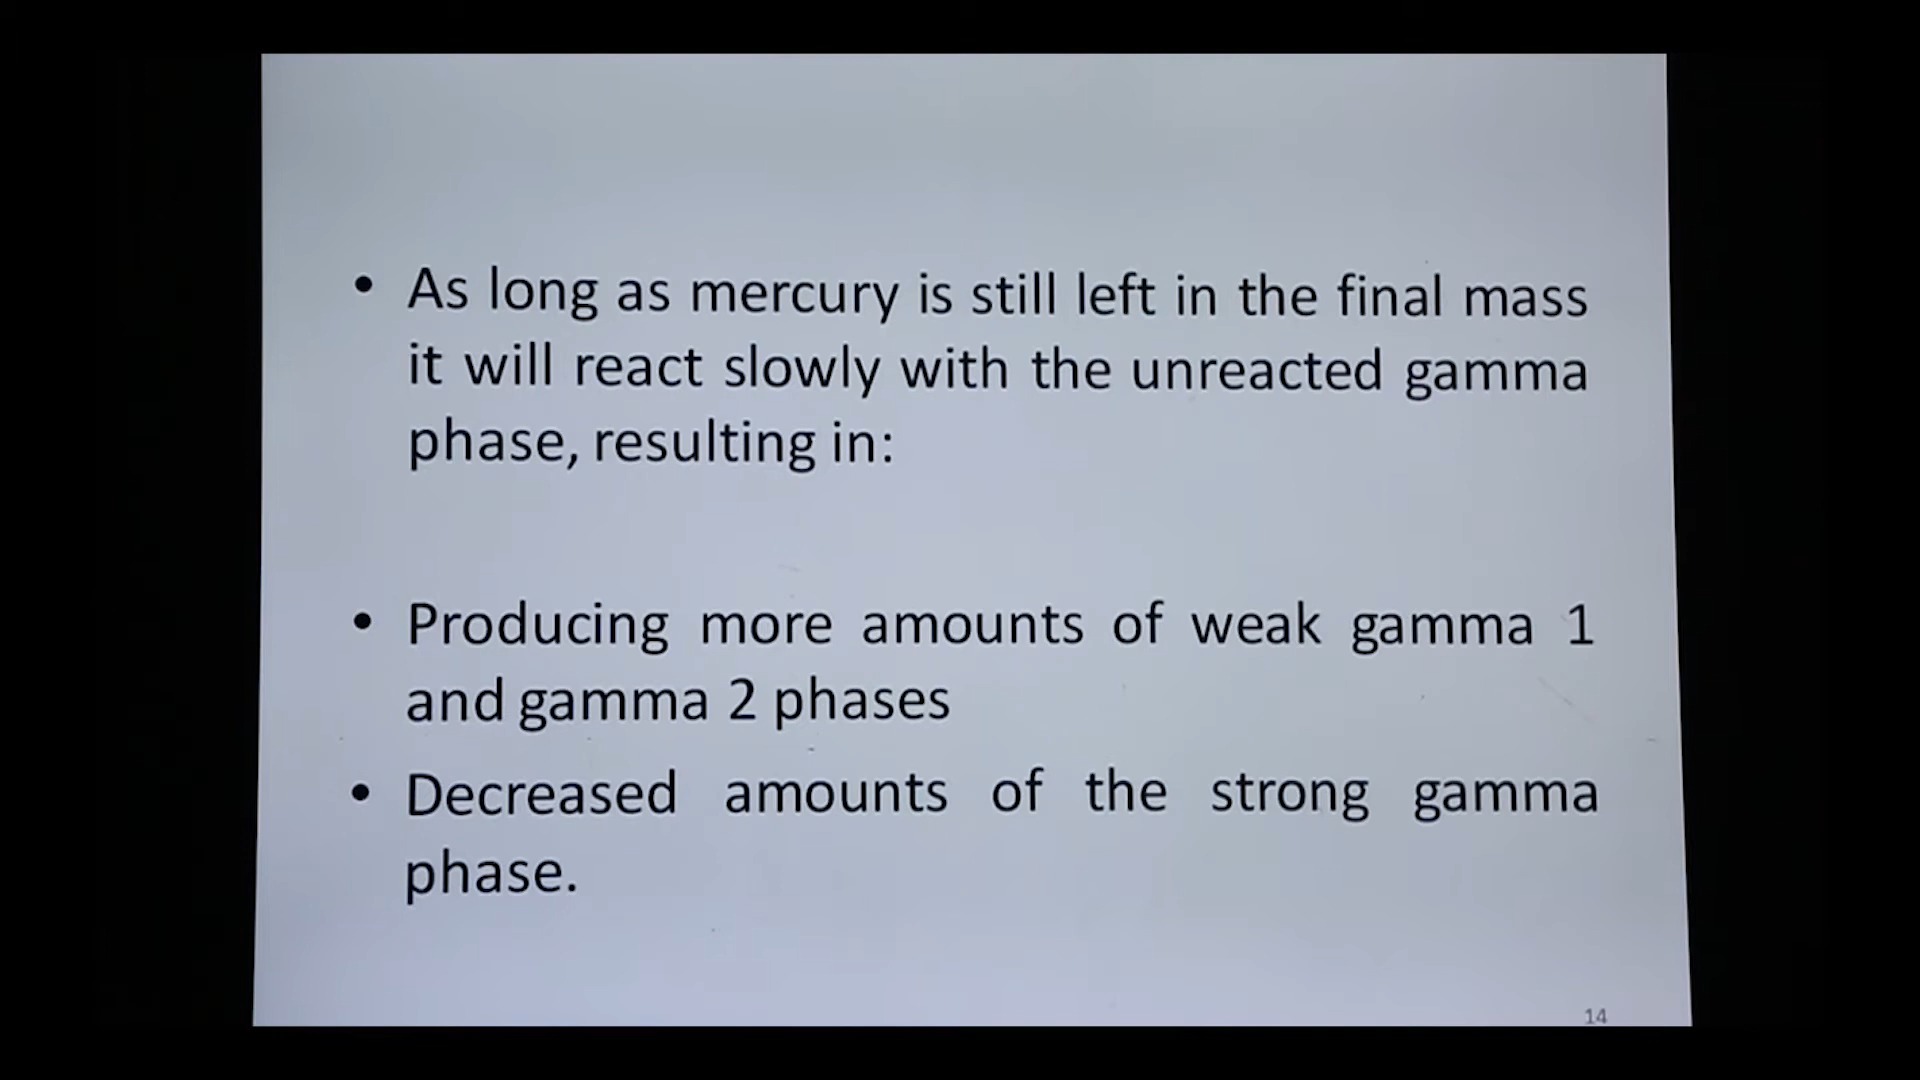 • As long as mercury is still left in the final mass
it will react slowly with the unreacted gamma
phase, resulting in:
• Producing more amounts of weak gamma 1
and gamma 2 phases
• Decreased amounts of the strong gamma
phase.
14